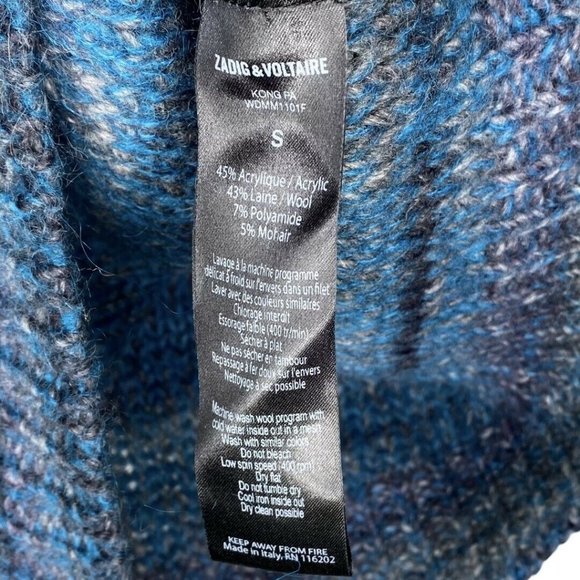 ZADIG&VOLTAIRE
KONG PA
WDMM1101F
S
45% Acrylique / Acrylic
43% Laine / Wool
7% Polyamide
5% Mohair
Lavage à la machine programme
délicat à froid sur l'envers dans un filet
Laver avec des couleurs similaires
Chlorage interdit
Essorage faible (400 tr/min)
Sécher à plat
Ne pas sécher en tambour
Repassage à fer doux sur l'envers
Nettoyage à sec possible
Machine wash wool program with
cold water inside out in a mesh
Wash with similar colors
Do not bleach
Low spin speed (400 rpm)
Dry flat
Do not tumble dry
Cool iron inside out
Dry clean possible
KEEP AWAY FROM FIRE
Made in Italy, RN 116202